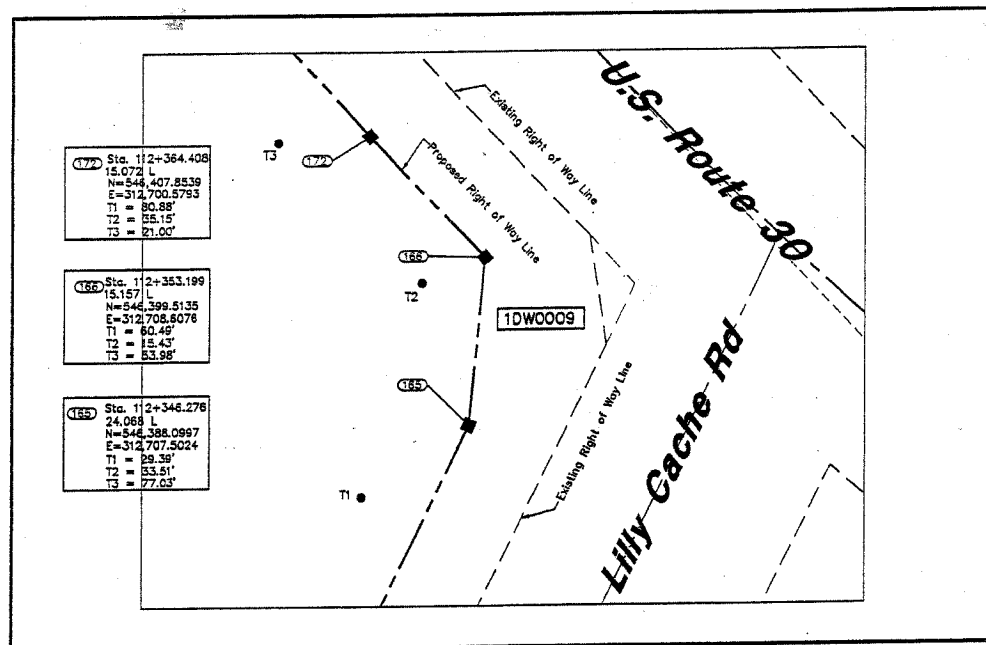 172
Sta. 112+364.408
15.072 L
N=546,407.8539
E=312,700.5793
T1 = 80.88'
T2 = 35.15'
T3 = 21.00'
166
Sta. 112+353.199
15.157 L
N=546,399.5135
E=312,708.6076
T1 = 60.49'
T2 = 15.43'
T3 = 53.98'
165
Sta. 112+346.276
24.068 L
N=546,388.0997
E=312,707.5024
T1 = 29.39'
T2 = 33.51'
T3 = 77.03'
T3
172
Proposed Right of Way Line
Existing Right of Way Line
U.S. Route 30
166
T2
1DW0009
165
T1
Existing Right of Way Line
Lilly Cache Rd